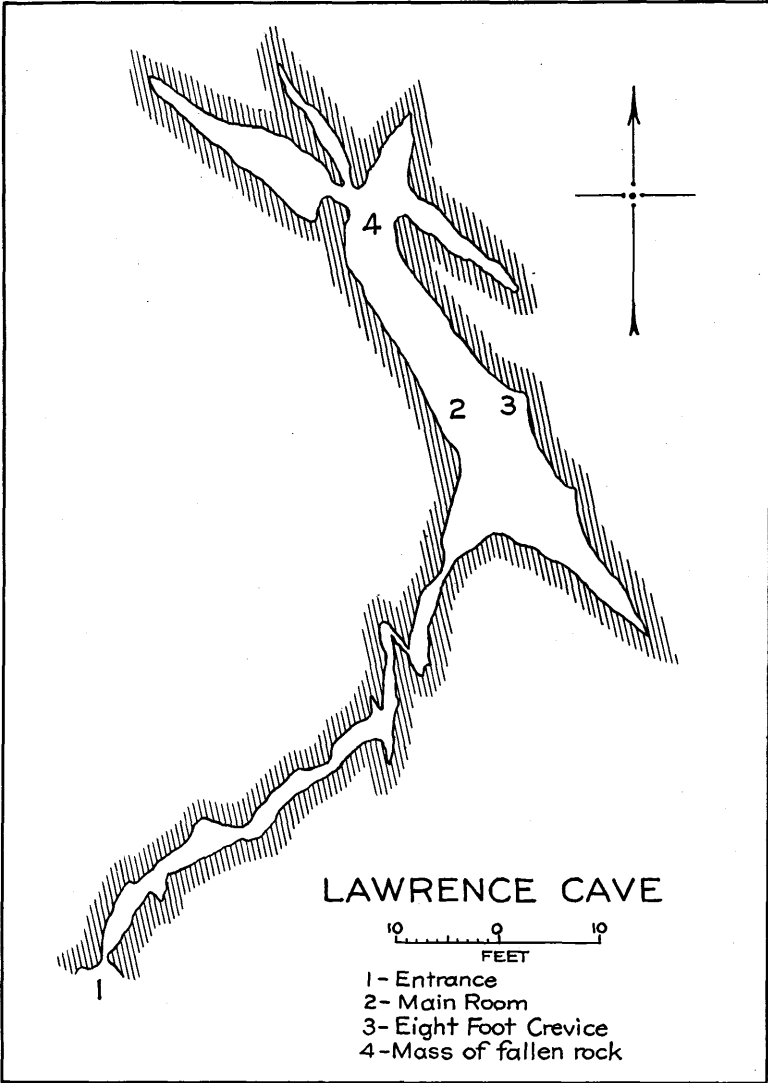 4
2 3
1
LAWRENCE CAVE
10 0 10
FEET
1- Entrance
2- Main Room
3- Eight Foot Crevice
4-Mass of fallen rock